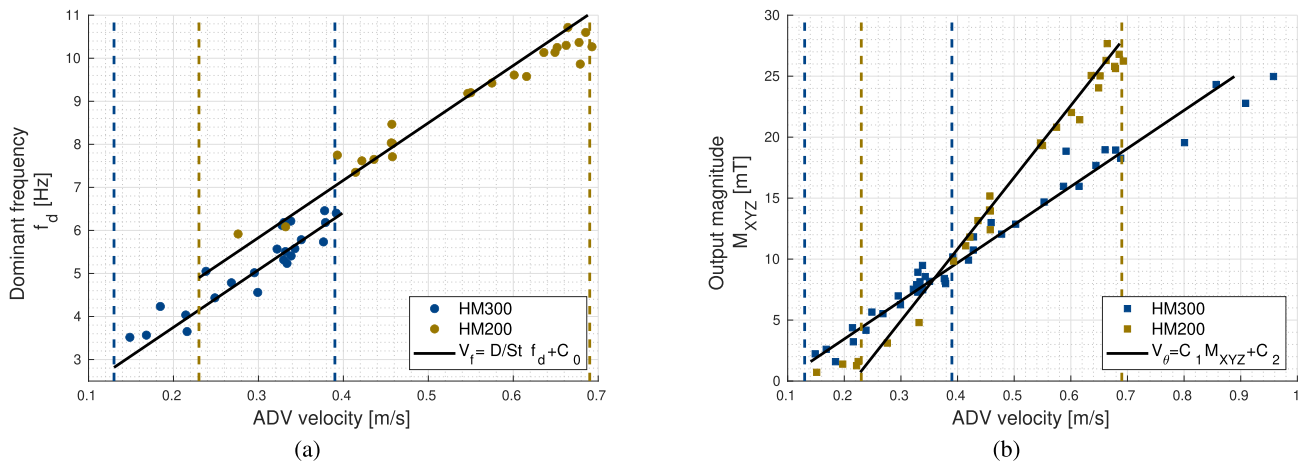 11
10
9
8
7
6
5
4
3
Dominant frequency
f_d [Hz]
HM300
HM200
V_f = D/St f_d+C_0
0.1 0.2 0.3 0.4 0.5 0.6 0.7
ADV velocity [m/s]
(a)
30
25
20
15
10
5
0
Output magnitude
M_XYZ [mT]
HM300
HM200
V_θ=C_1 M_XYZ+C_2
0.1 0.2 0.3 0.4 0.5 0.6 0.7 0.8 0.9 1
ADV velocity [m/s]
(b)